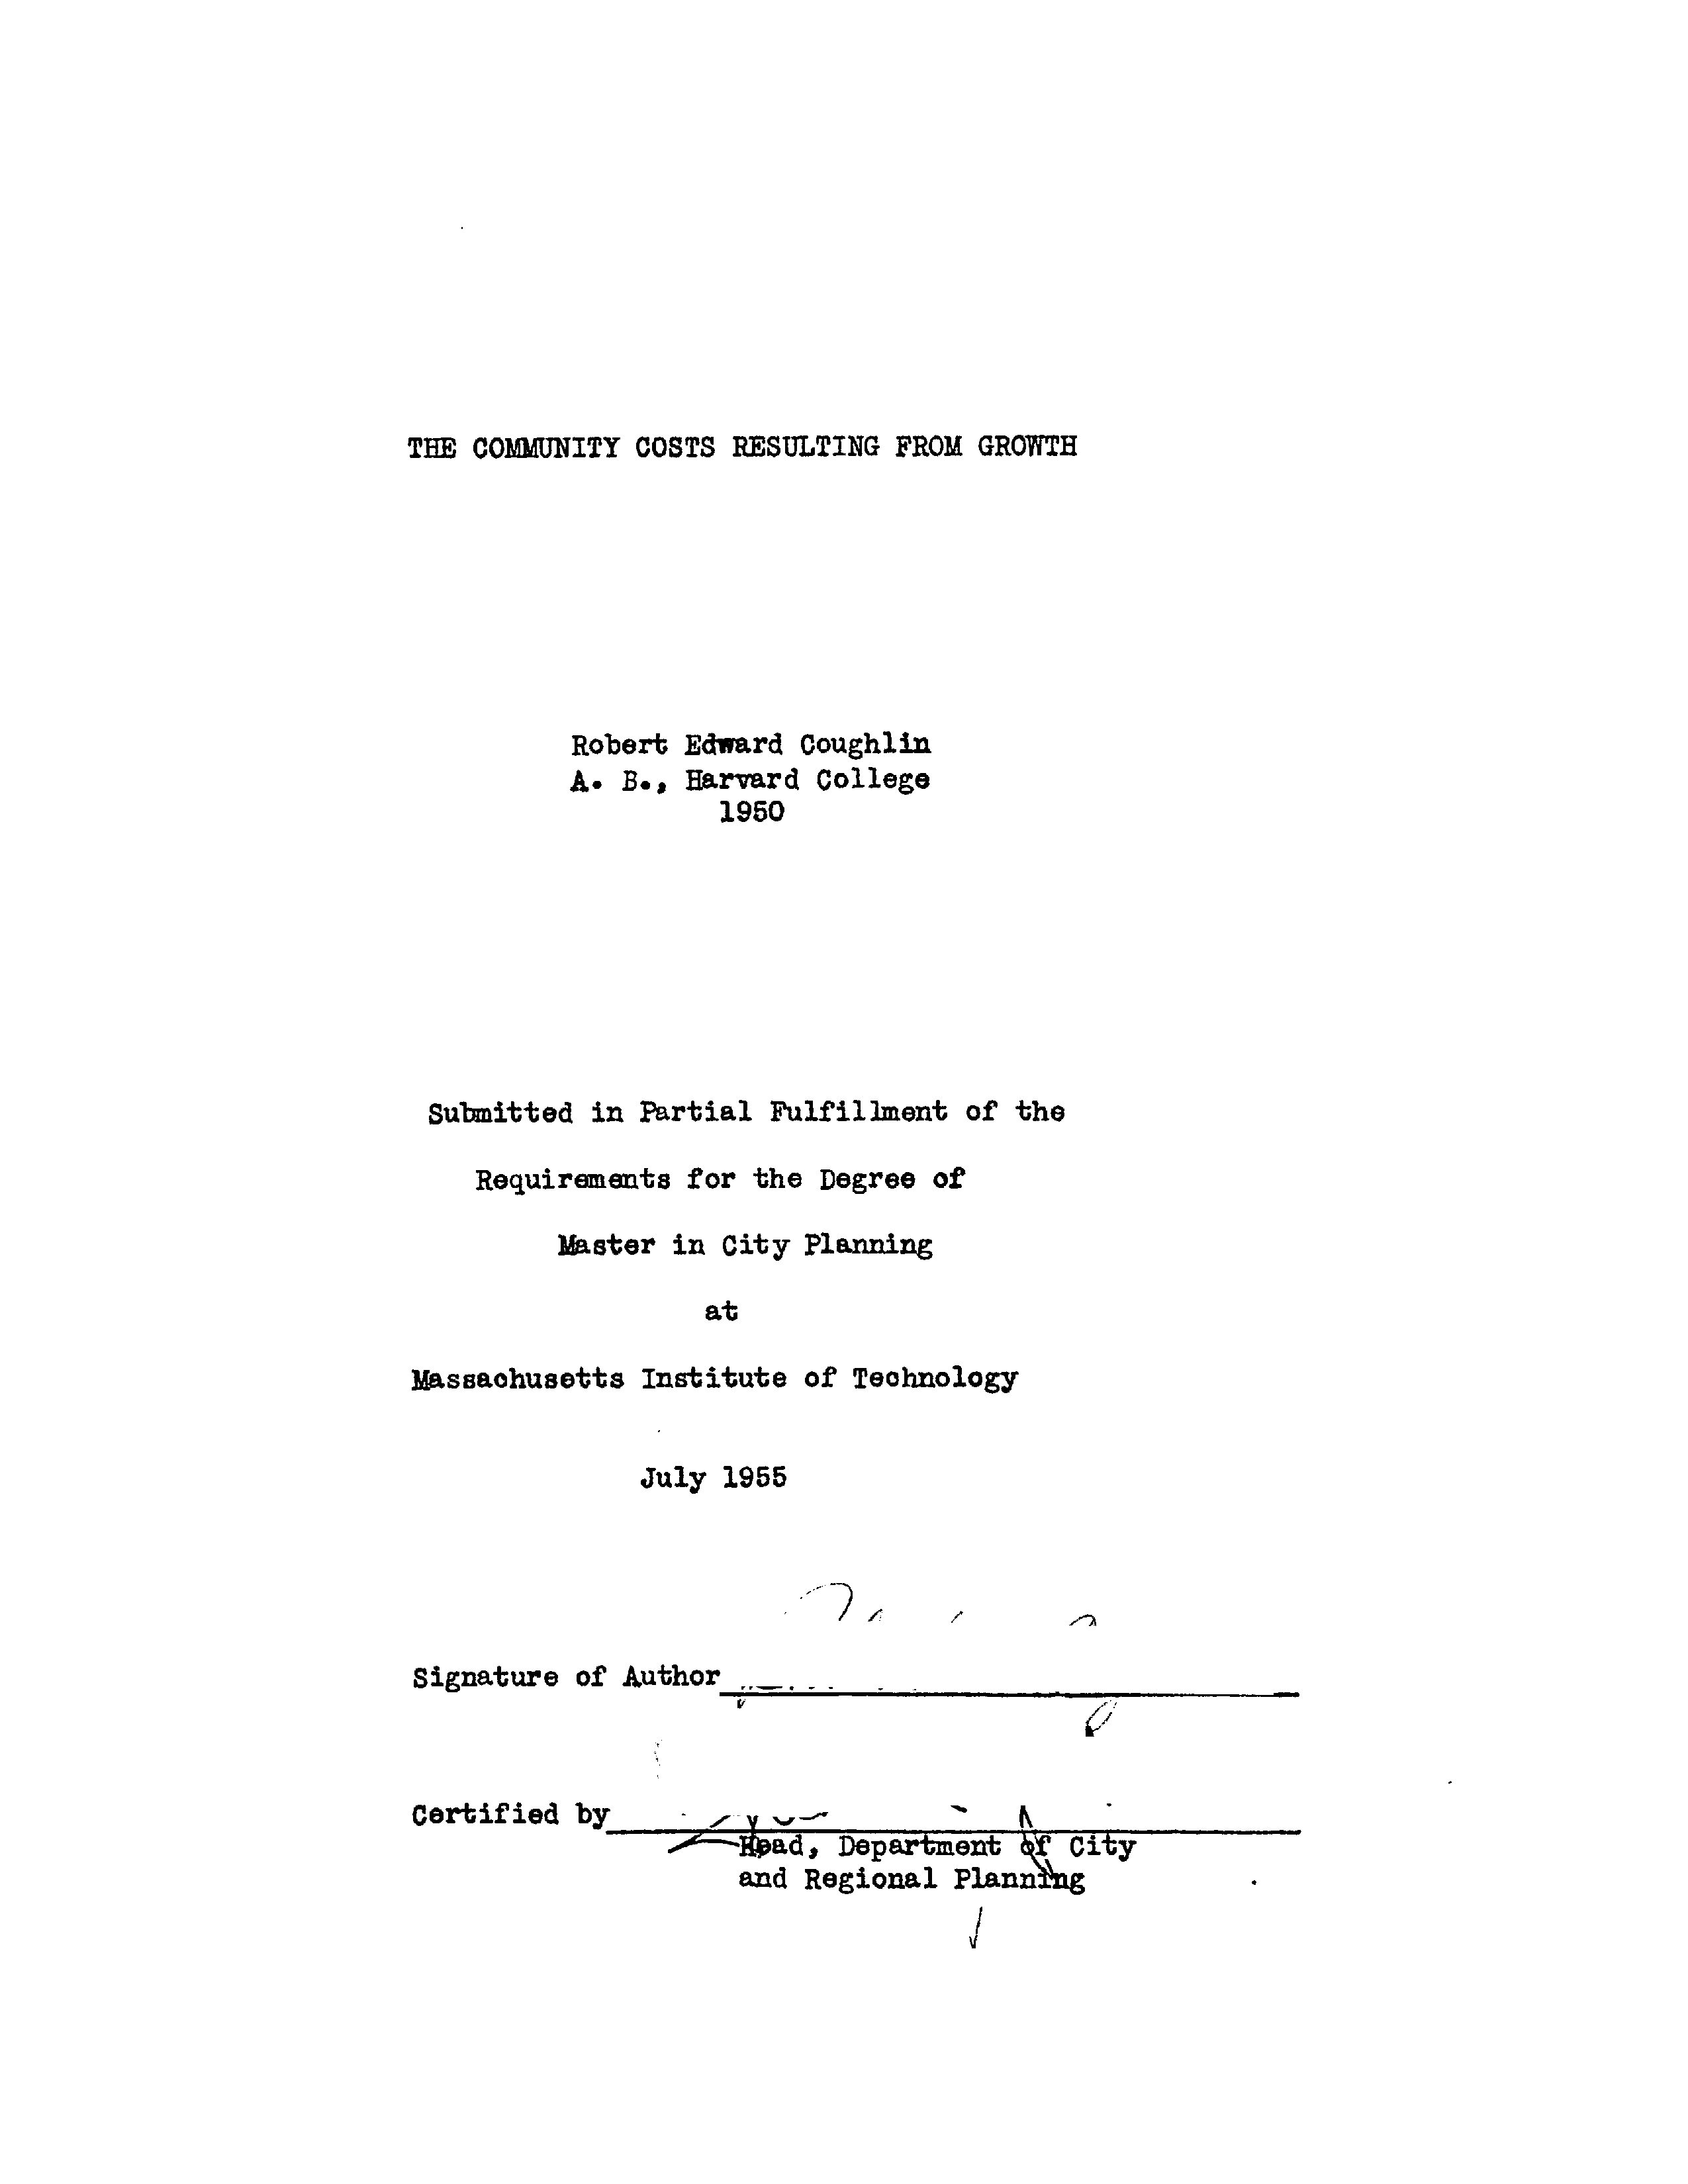 THE COMMUNITY COSTS RESULTING FROM GROWTH
Robert Edward Coughlin
A. B., Harvard College
1950
Submitted in Partial Fulfillment of the
Requirements for the Degree of
Master in City Planning
at
Massachusetts Institute of Technology
July 1955
Signature of Author
Certified by
Head, Department of City
and Regional Planning